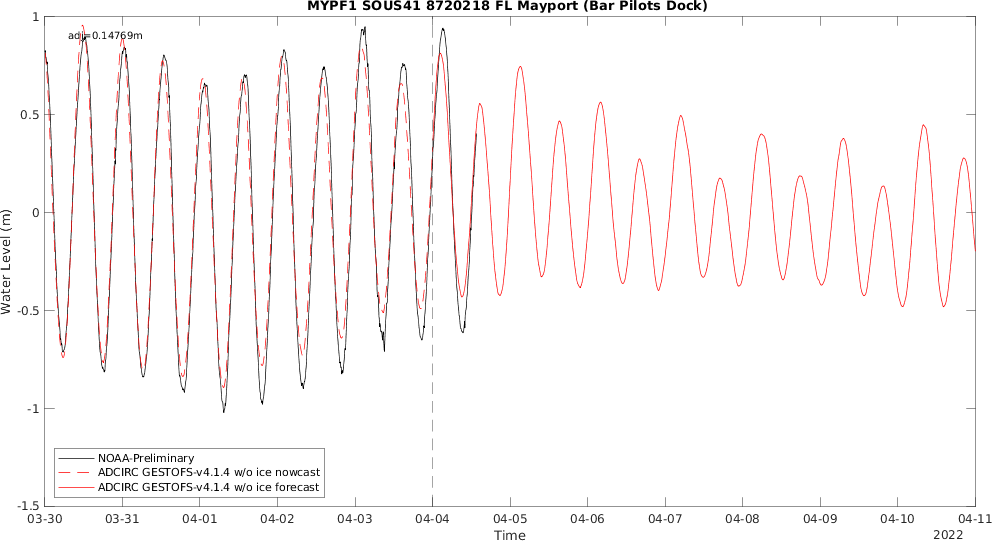 MYPF1 SOUS41 8720218 FL Mayport (Bar Pilots Dock)
1
adj=0.14769m
0.5
0
-0.5
-1
-1.5
Water Level (m)
NOAA-Preliminary
ADCIRC GESTOFS-v4.1.4 w/o ice nowcast
ADCIRC GESTOFS-v4.1.4 w/o ice forecast
03-30 03-31 04-01 04-02 04-03 04-04 04-05 04-06 04-07 04-08 04-09 04-10 04-11
Time
2022